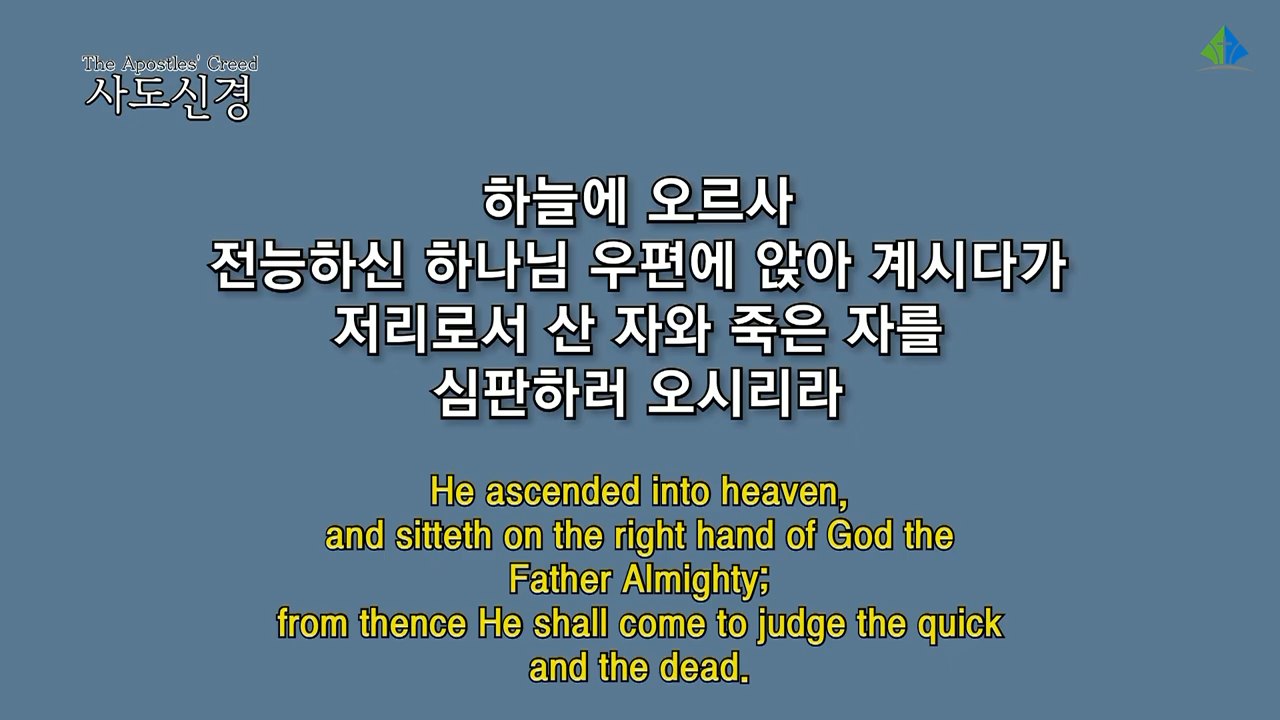 The Apostles' Creed
사도신경
하늘에 오르사
전능하신 하나님 우편에 앉아 계시다가
저리로서 산 자와 죽은 자를
심판하러 오시리라
He ascended into heaven,
and sitteth on the right hand of God the
Father Almighty;
from thence He shall come to judge the quick
and the dead.